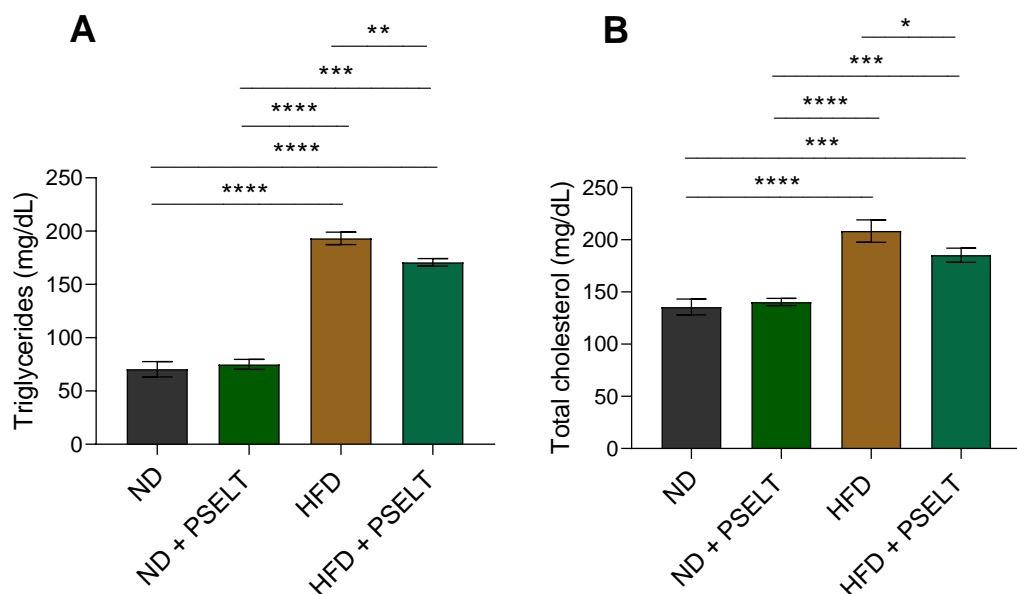 A
**
***
****
****
****
Triglycerides (mg/dL)
250
200
150
100
50
0
ND
ND + PSELT
HFD
HFD + PSELT
B
*
***
****
***
****
Total cholesterol (mg/dL)
250
200
150
100
50
0
ND
ND + PSELT
HFD
HFD + PSELT